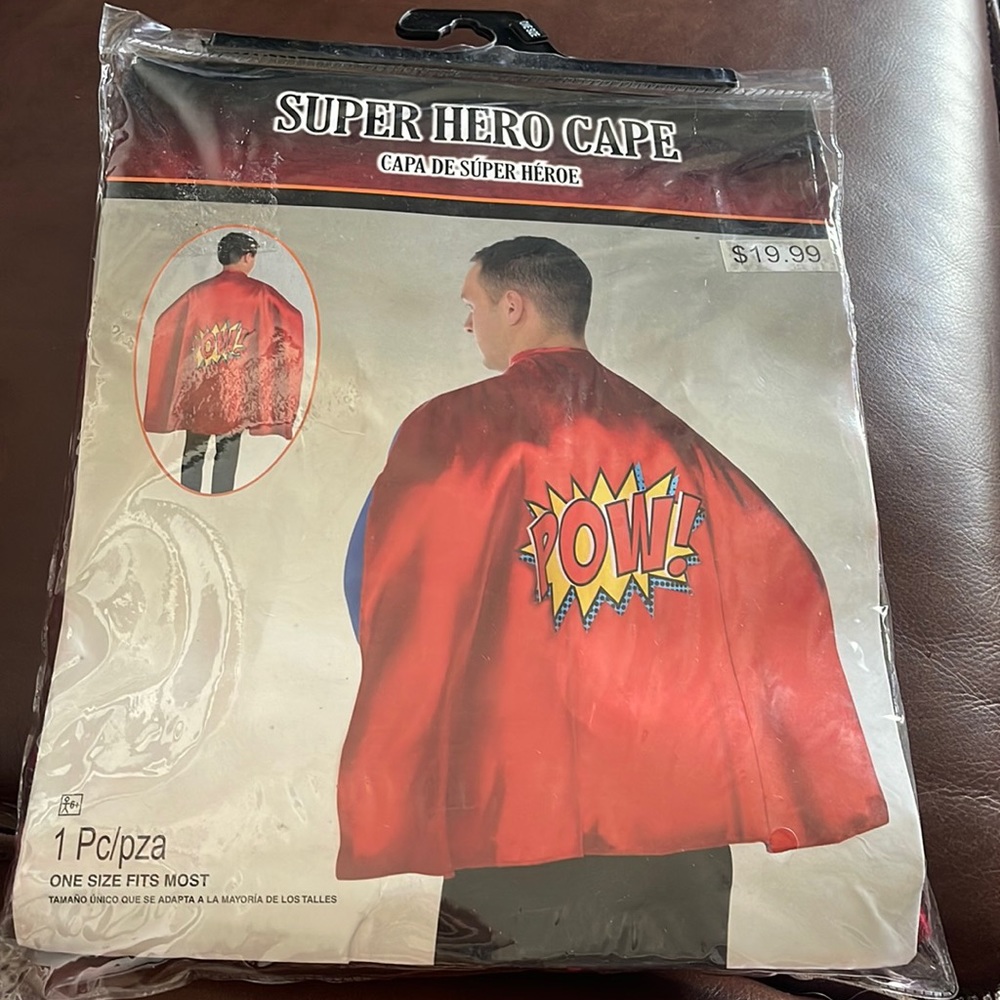 SUPER HERO CAPE
CAPA DE SÚPER HÉROE
$19.99
POW!
POW!
6+
1 Pc/pza
ONE SIZE FITS MOST
TAMAÑO ÚNICO QUE SE ADAPTA A LA MAYORÍA DE LOS TALLES